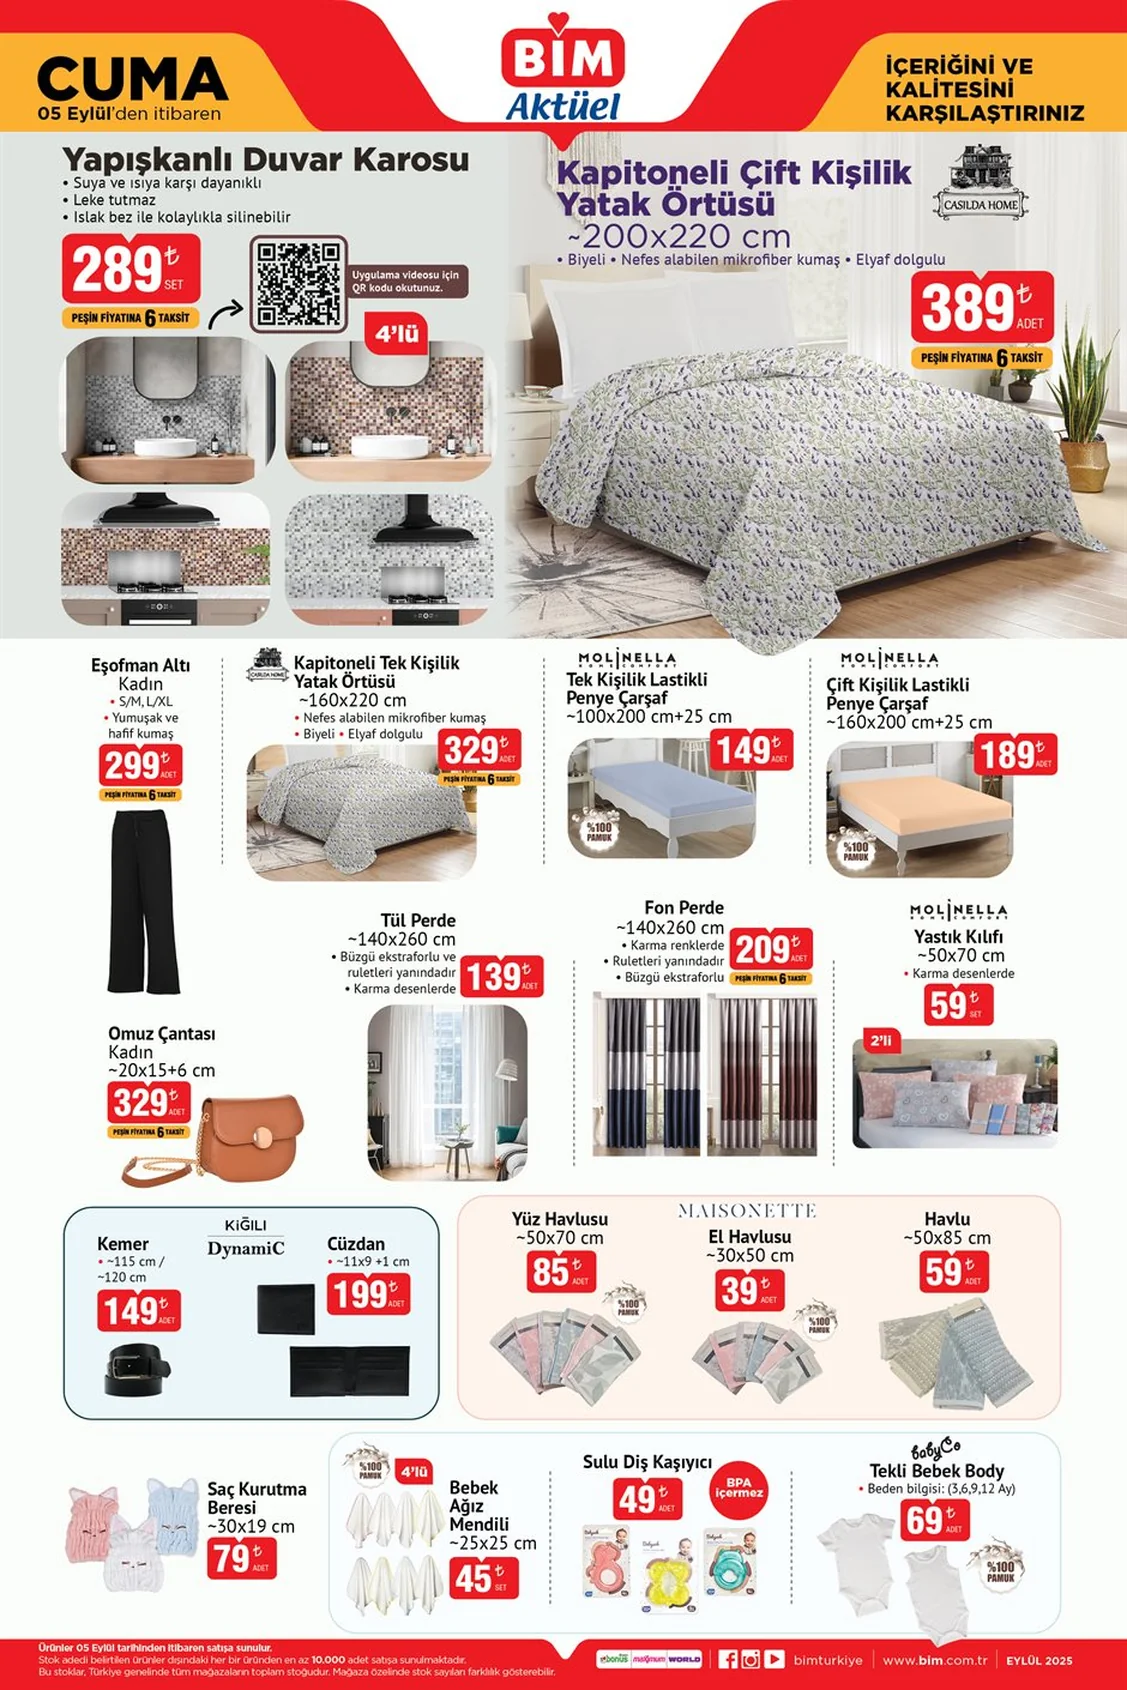 CUMA
05 Eylül'den itibaren
BİM
Aktüel
İÇERİĞİNİ VE
KALİTESİNİ
KARŞILAŞTIRINIZ
Yapışkanlı Duvar Karosu
• Suya ve ısıya karşı dayanıklı
• Leke tutmaz
• Islak bez ile kolaylıkla silinebilir
289₺
SET
PEŞİN FİYATINA 6 TAKSİT
Uygulama videosu için
QR kodu okutunuz.
4'lü
Kapitoneli Çift Kişilik
Yatak Örtüsü
~200x220 cm
• Biyeli • Nefes alabilen mikrofiber kumaş • Elyaf dolgulu
CASILDA HOME
389₺
ADET
PEŞİN FİYATINA 6 TAKSİT
Eşofman Altı
Kadın
• S/M, L/XL
• Yumuşak ve
hafif kumaş
299₺
ADET
PEŞİN FİYATINA 6 TAKSİT
CASILDA HOME
Kapitoneli Tek Kişilik
Yatak Örtüsü
~160x220 cm
• Nefes alabilen mikrofiber kumaş
• Biyeli • Elyaf dolgulu
329₺
ADET
PEŞİN FİYATINA 6 TAKSİT
MOLINELLA
HOME COMFORT
Tek Kişilik Lastikli
Penye Çarşaf
~100x200 cm+25 cm
149₺
ADET
%100
PAMUK
MOLINELLA
HOME COMFORT
Çift Kişilik Lastikli
Penye Çarşaf
~160x200 cm+25 cm
189₺
ADET
%100
PAMUK
Omuz Çantası
Kadın
~20x15+6 cm
329₺
ADET
PEŞİN FİYATINA 6 TAKSİT
Tül Perde
~140x260 cm
• Büzgü ekstraforlu ve
ruletleri yanındadır
• Karma desenlerde
139₺
ADET
Fon Perde
~140x260 cm
• Karma renklerde
• Ruletleri yanındadır
• Büzgü ekstraforlu
209₺
ADET
PEŞİN FİYATINA 6 TAKSİT
MOLINELLA
HOME COMFORT
Yastık Kılıfı
~50x70 cm
• Karma desenlerde
59₺
SET
2'li
KİĞILI
DynamiC
Kemer
• ~115 cm /
~120 cm
149₺
ADET
Cüzdan
• ~11x9 +1 cm
199₺
ADET
MAISONETTE
Yüz Havlusu
~50x70 cm
85₺
ADET
%100
PAMUK
El Havlusu
~30x50 cm
39₺
ADET
%100
PAMUK
Havlu
~50x85 cm
59₺
ADET
Saç Kurutma
Beresi
~30x19 cm
79₺
ADET
%100
PAMUK
4'lü
Bebek
Ağız
Mendili
~25x25 cm
45₺
SET
Sulu Diş Kaşıyıcı
49₺
ADET
BPA
içermez
babyCo
Tekli Bebek Body
• Beden bilgisi: (3,6,9,12 Ay)
69₺
ADET
%100
PAMUK
Ürünler 05 Eylül tarihinden itibaren satışa sunulur.
Stok adedi belirtilen ürünler dışındaki her bir üründen en az 10.000 adet satışa sunulmaktadır.
Bu stoklar, Türkiye genelinde tüm mağazaların toplam stoğudur. Mağaza özelinde stok sayıları farklılık gösterebilir.
bonus maximum WORLD
bimturkiye
www.bim.com.tr
EYLÜL 2025